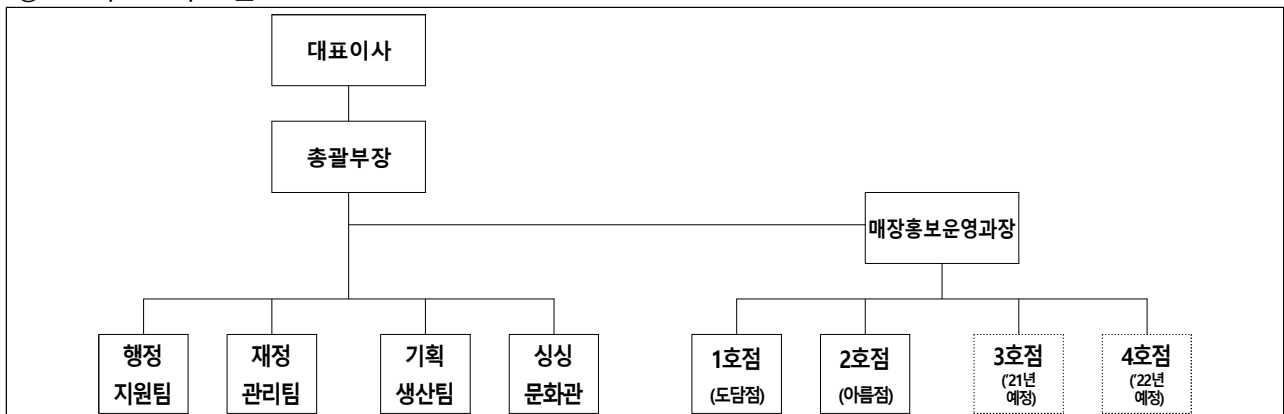 대표이사
총괄부장
매장홍보운영과장
행정
지원팀
재정
관리팀
기획
생산팀
싱싱
문화관
1호점
(도담점)
2호점
(아름점)
3호점
('21년
예정)
4호점
('22년
예정)